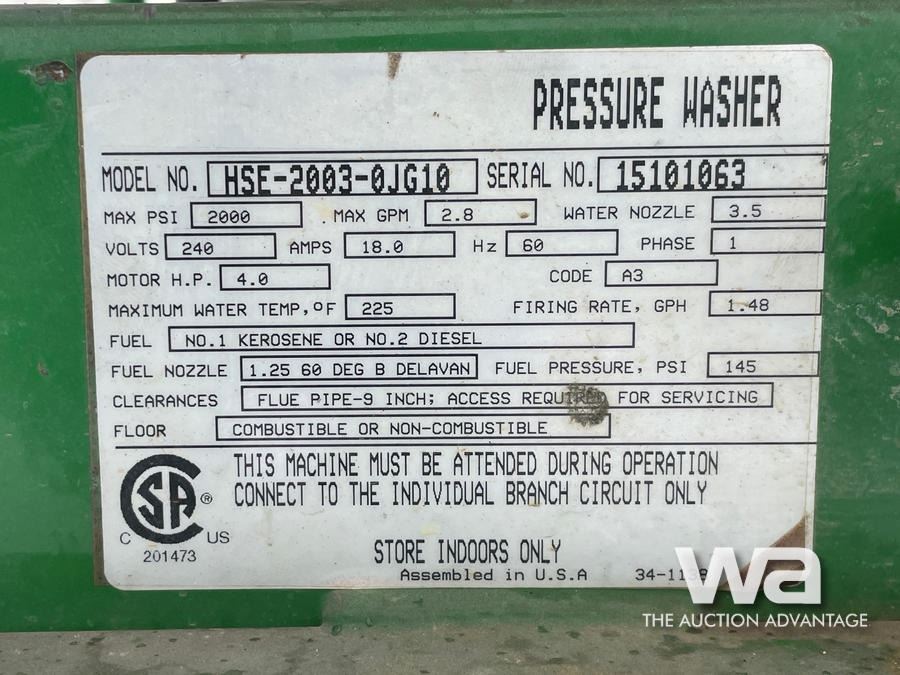 PRESSURE WASHER
MODEL NO. HSE-2003-0JG10 SERIAL NO. 15101063
MAX PSI 2000 MAX GPM 2.8 WATER NOZZLE 3.5
VOLTS 240 AMPS 18.0 Hz 60 PHASE 1
MOTOR H.P. 4.0 CODE A3
MAXIMUM WATER TEMP,°F 225 FIRING RATE, GPH 1.48
FUEL NO.1 KEROSENE OR NO.2 DIESEL
FUEL NOZZLE 1.25 60 DEG B DELAVAN FUEL PRESSURE, PSI 145
CLEARANCES FLUE PIPE-9 INCH; ACCESS REQUIRED FOR SERVICING
FLOOR COMBUSTIBLE OR NON-COMBUSTIBLE
CSA ® C US 201473
THIS MACHINE MUST BE ATTENDED DURING OPERATION
CONNECT TO THE INDIVIDUAL BRANCH CIRCUIT ONLY
STORE INDOORS ONLY
Assembled in U.S.A
wa
THE AUCTION ADVANTAGE